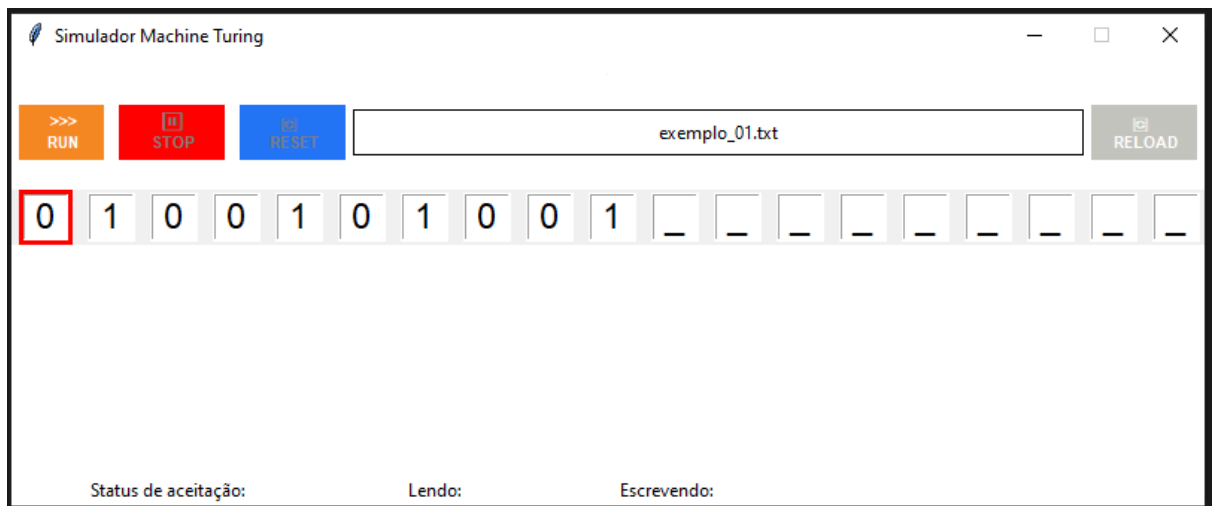 Simulador Machine Turing
>>> RUN
STOP
RESET
exemplo_01.txt
RELOAD
0 1 0 0 1 0 1 0 0 1 _ _ _ _ _ _ _ _ _
Status de aceitação: Lendo: Escrevendo: